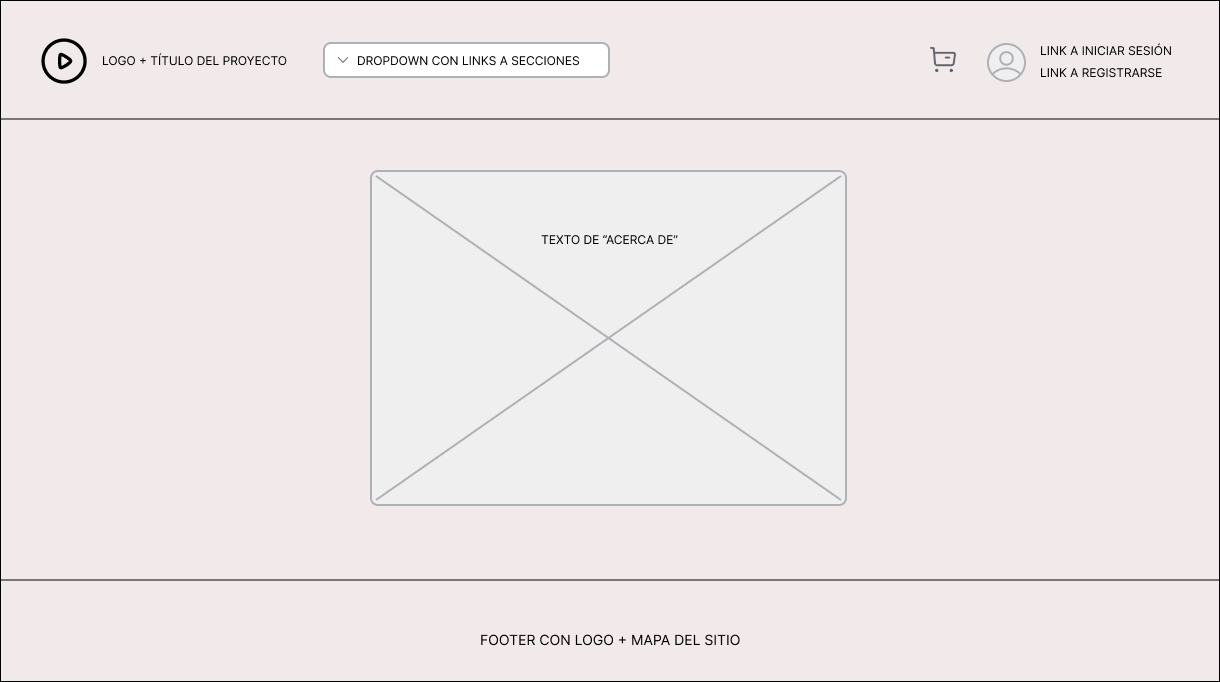 LOGO + TÍTULO DEL PROYECTO
DROPDOWN CON LINKS A SECCIONES
LINK A INICIAR SESIÓN
LINK A REGISTRARSE
TEXTO DE “ACERCA DE”
FOOTER CON LOGO + MAPA DEL SITIO